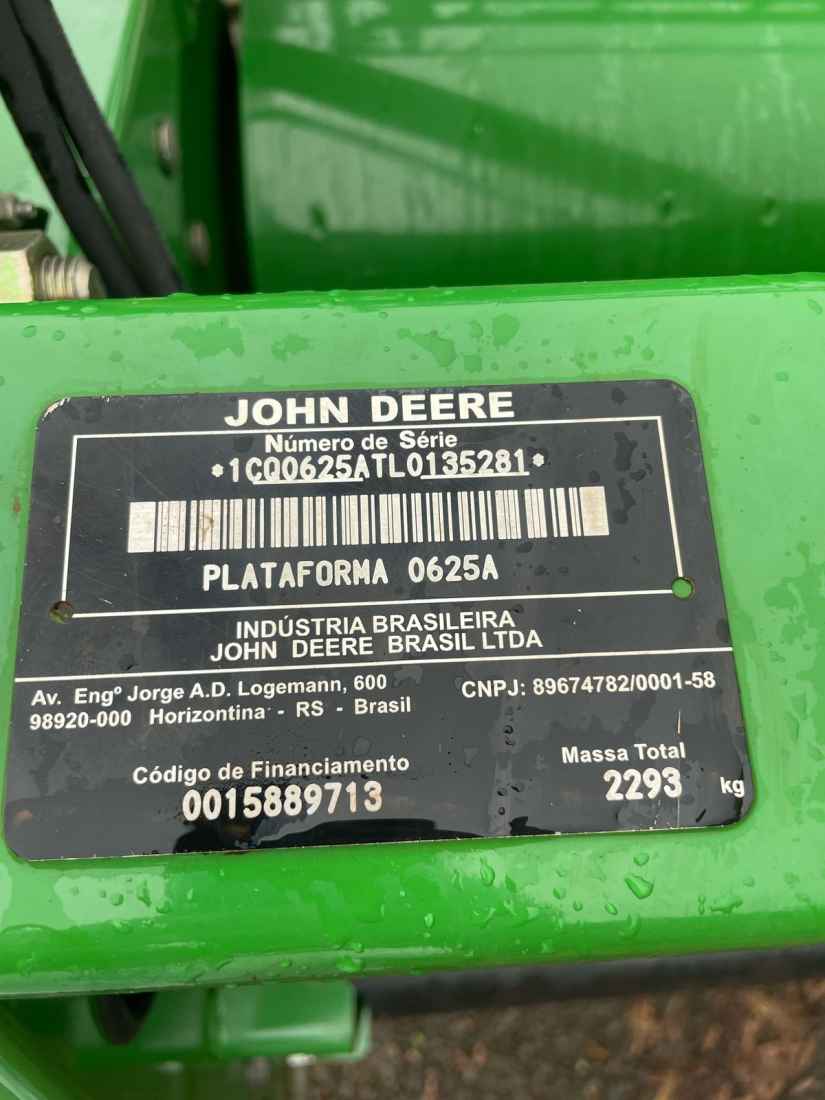 JOHN DEERE
Número de Série
*1CQ0625ATL0135281*
PLATAFORMA 0625A
INDÚSTRIA BRASILEIRA
JOHN DEERE BRASIL LTDA
Av. Engº Jorge A.D. Logemann, 600
98920-000 Horizontina - RS - Brasil
CNPJ: 89674782/0001-58
Código de Financiamento
0015889713
Massa Total
2293 kg